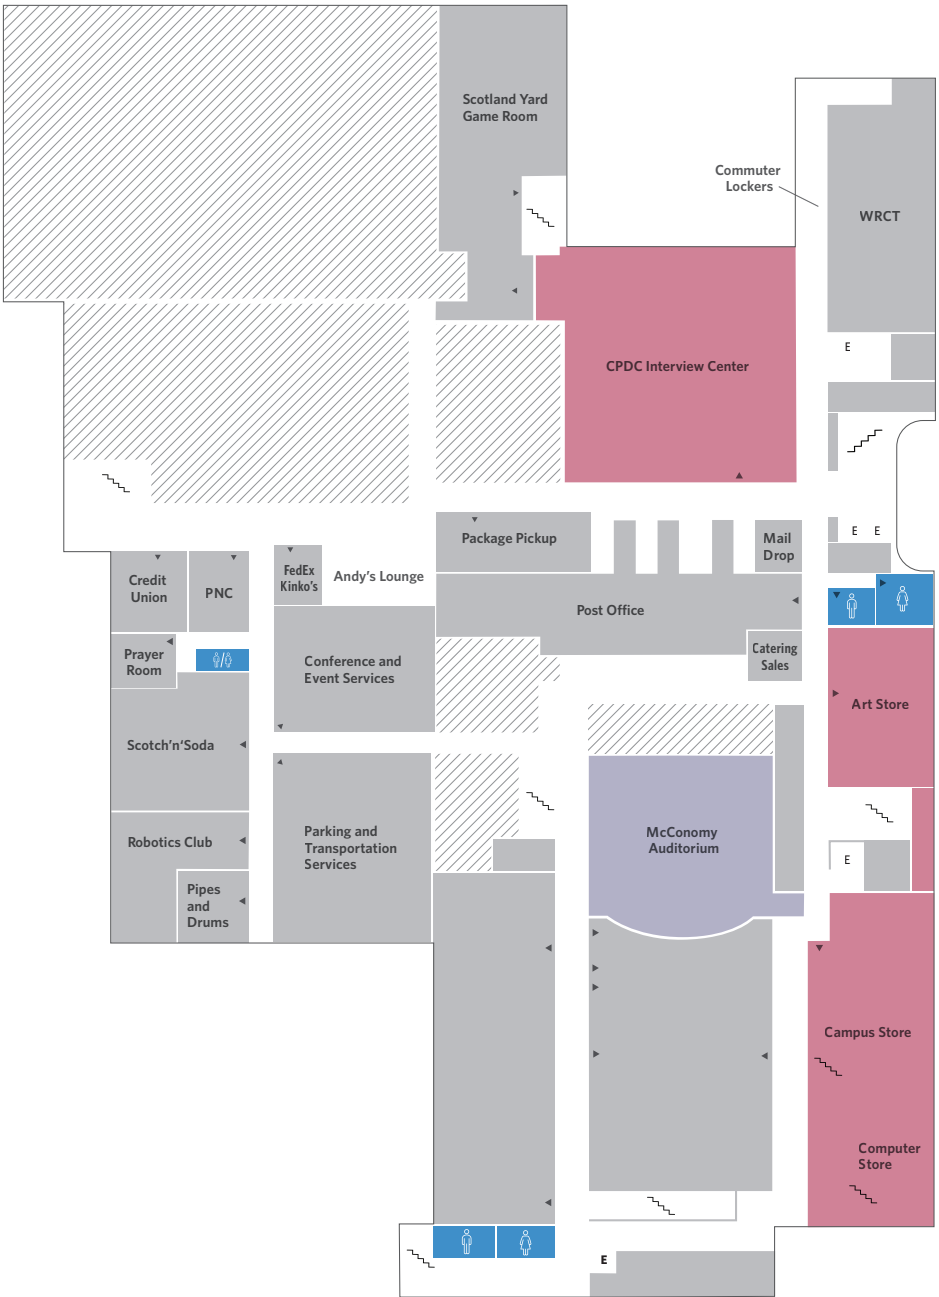 Scotland Yard
Game Room
Commuter
Lockers
WRCT
E
CPDC Interview Center
Package Pickup
Mail
Drop
E E
Credit
Union
PNC
FedEx
Kinko's
Andy's Lounge
Post Office
Prayer
Room
Conference and
Event Services
Catering
Sales
Art Store
Scotch'n'Soda
Robotics Club
Parking and
Transportation
Services
McConomy
Auditorium
E
Pipes
and
Drums
Campus Store
Computer
Store
E